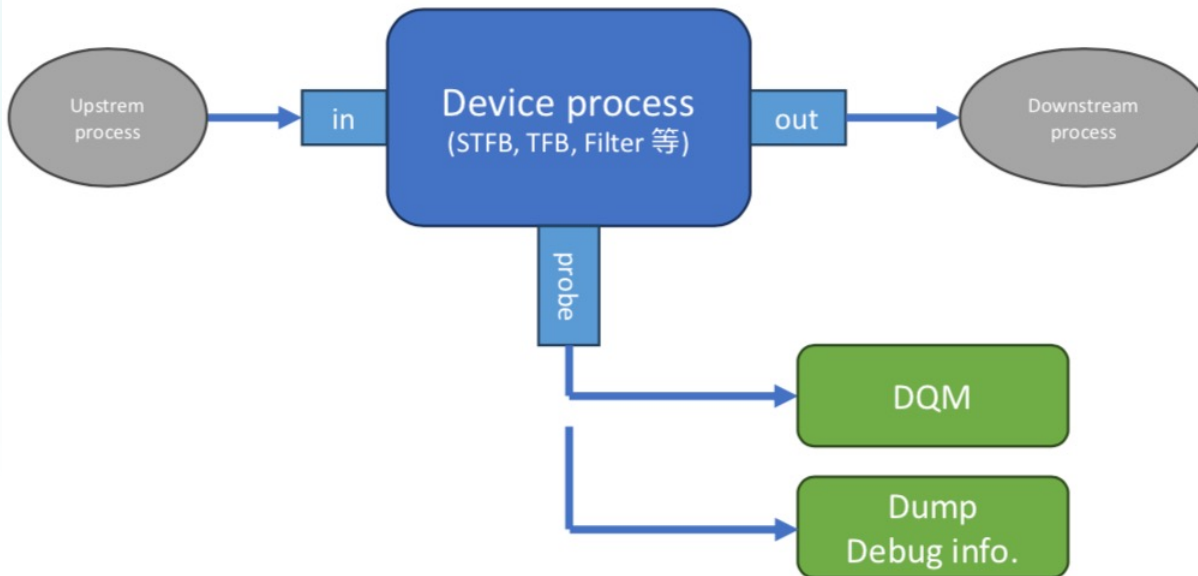 Upstrem
process
in
Device process
(STFB, TFB, Filter 等)
out
Downstream
process
probe
DQM
Dump
Debug info.